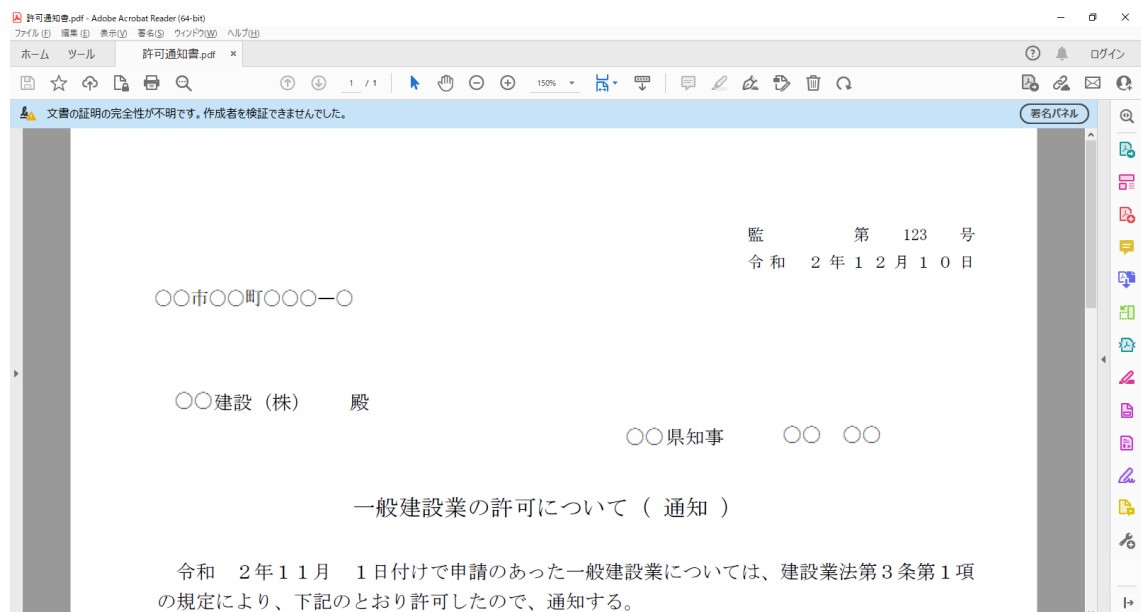 許可通知書.pdf - Adobe Acrobat Reader (64-bit)
ファイル(F) 編集(E) 表示(V) 署名(S) ウィンドウ(W) ヘルプ(H)
ホーム ツール 許可通知書.pdf × ログイン
1 / 1 150%
文書の証明の完全性が不明です。作成者を検証できませんでした。 署名パネル
監 第 123 号
令和 2年12月10日
○○市○○町○○○ー○
○○建設(株) 殿
○○県知事 ○○ ○○
一般建設業の許可について( 通知 )
令和 2年11月 1日付けで申請のあった一般建設業については、建設業法第3条第1項
の規定により、下記のとおり許可したので、通知する。